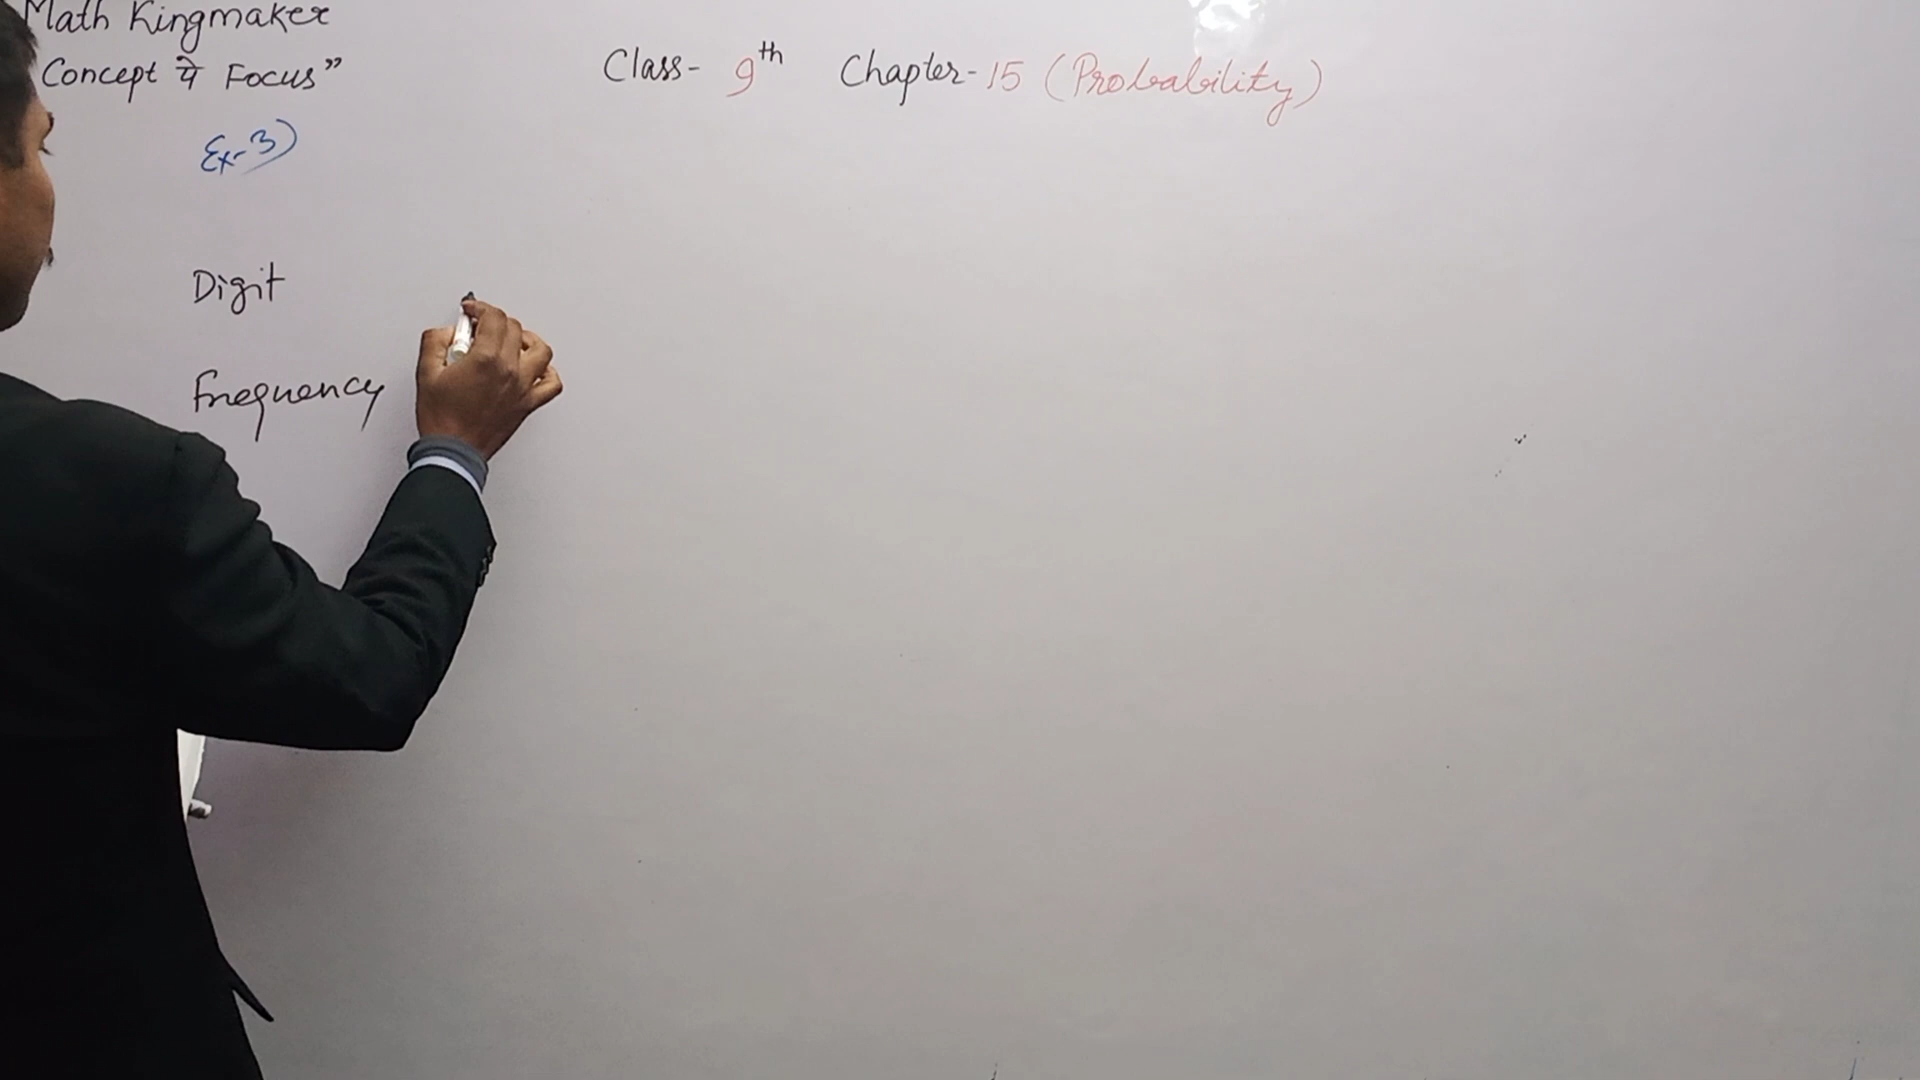 Math Kingmaker
Concept पे Focus”
Class- 9th Chapter-15 (Probability)
Ex-3)
Digit
Frequency